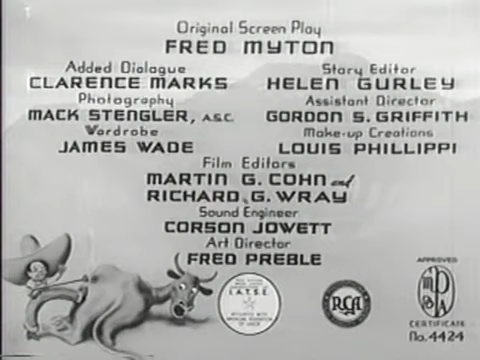 Original Screen Play
FRED MYTON
Added Dialogue
CLARENCE MARKS
Story Editor
HELEN GURLEY
Photography
MACK STENGLER, A.S.C.
Assistant Director
GORDON S. GRIFFITH
Wardrobe
JAMES WADE
Make-up Creations
LOUIS PHILLIPPI
Film Editors
MARTIN G. COHN and
RICHARD G. WRAY
Sound Engineer
CORSON JOWETT
Art Director
FRED PREBLE
I.A.T.S.E.
RCA
APPROVED
MPDA
CERTIFICATE
No. 4424